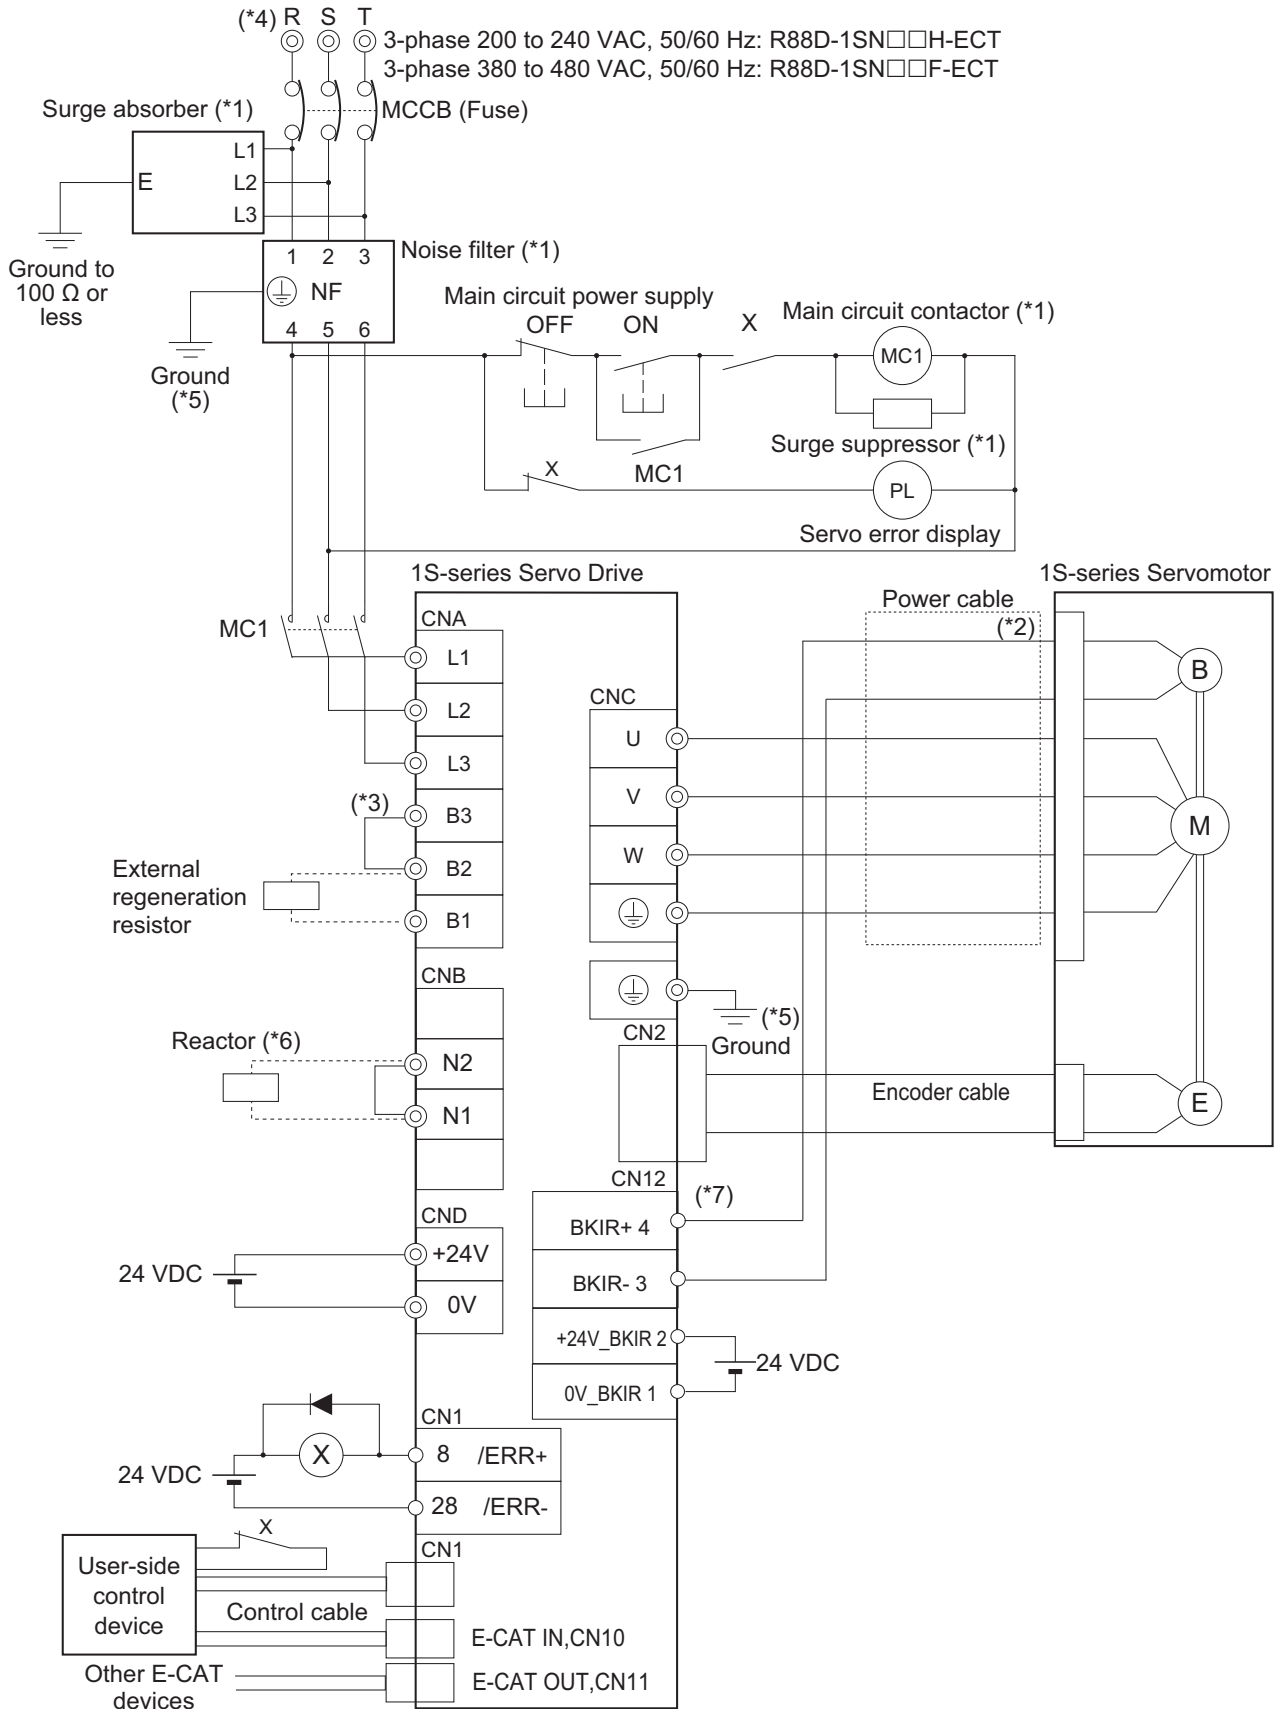 (*4) R S T
3-phase 200 to 240 VAC, 50/60 Hz: R88D-1SN□□H-ECT
3-phase 380 to 480 VAC, 50/60 Hz: R88D-1SN□□F-ECT
MCCB (Fuse)
Surge absorber (*1)
L1
E
L2
L3
Ground to
100 Ω or
less
Noise filter (*1)
1 2 3
NF
4 5 6
Ground
(*5)
Main circuit power supply
OFF ON
X
Main circuit contactor (*1)
MC1
Surge suppressor (*1)
MC1
X
PL
Servo error display
1S-series Servo Drive
1S-series Servomotor
MC1
CNA
L1
L2
L3
(*3)
B3
B2
B1
External
regeneration
resistor
CNB
Reactor (*6)
N2
N1
CND
+24V
0V
24 VDC
CN1
8 /ERR+
28 /ERR-
X
24 VDC
X
User-side
control
device
CN1
Control cable
E-CAT IN,CN10
Other E-CAT
devices
E-CAT OUT,CN11
CNC
U
V
W
(*5)
Ground
CN2
Encoder cable
CN12
(*7)
BKIR+ 4
BKIR- 3
+24V_BKIR 2
0V_BKIR 1
24 VDC
Power cable
(*2)
B
M
E